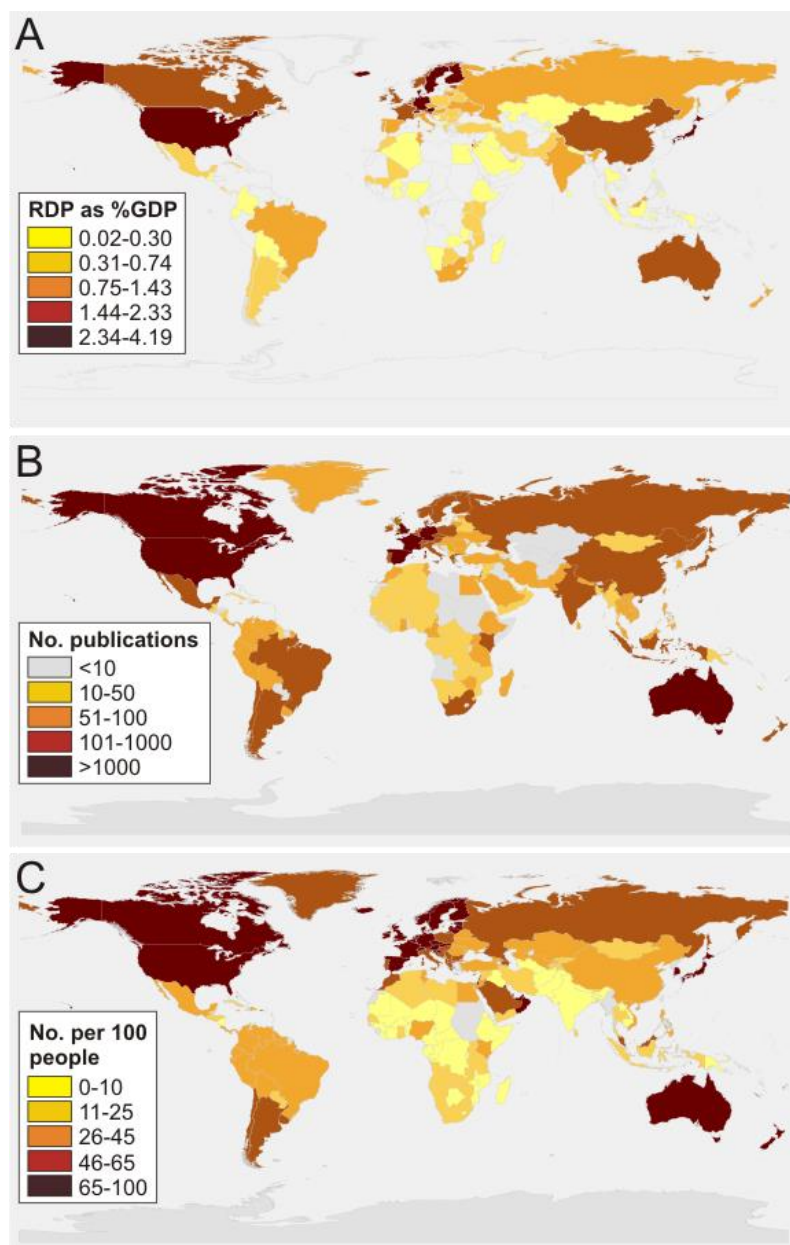 A
RDP as %GDP
0.02-0.30
0.31-0.74
0.75-1.43
1.44-2.33
2.34-4.19
B
No. publications
<10
10-50
51-100
101-1000
>1000
C
No. per 100
people
0-10
11-25
26-45
46-65
65-100